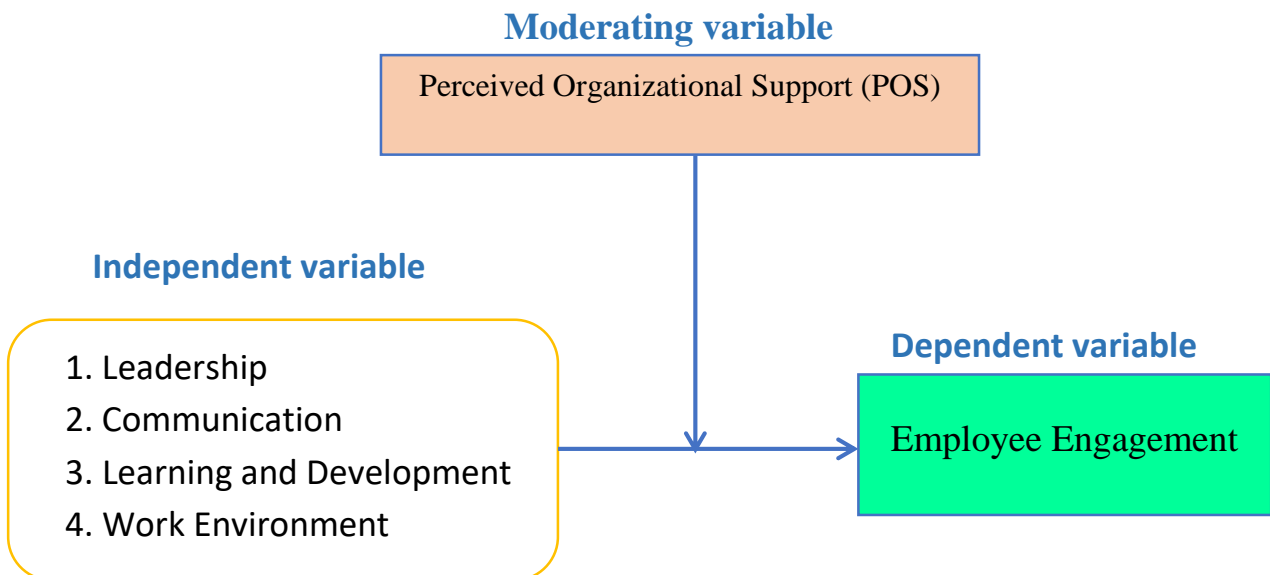 Moderating variable
Perceived Organizational Support (POS)
Independent variable
1. Leadership
2. Communication
3. Learning and Development
4. Work Environment
Dependent variable
Employee Engagement